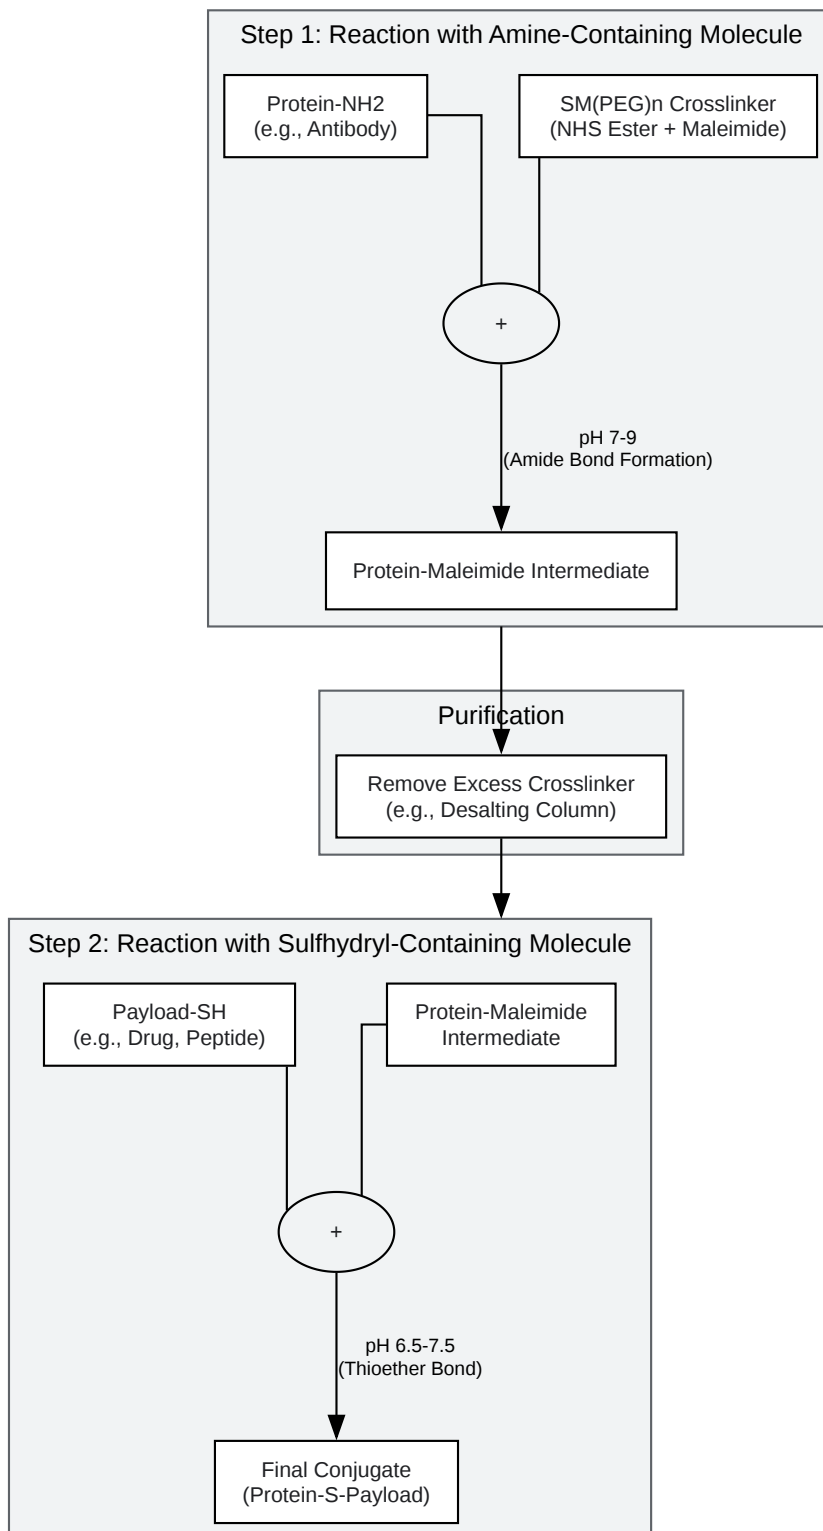 Step 1: Reaction with Amine-Containing Molecule
Protein-NH2
(e.g., Antibody)
SM(PEG)n Crosslinker
(NHS Ester + Maleimide)
+
pH 7-9
(Amide Bond Formation)
Protein-Maleimide Intermediate
Purification
Remove Excess Crosslinker
(e.g., Desalting Column)
Step 2: Reaction with Sulfhydryl-Containing Molecule
Payload-SH
(e.g., Drug, Peptide)
Protein-Maleimide
Intermediate
+
pH 6.5-7.5
(Thioether Bond)
Final Conjugate
(Protein-S-Payload)